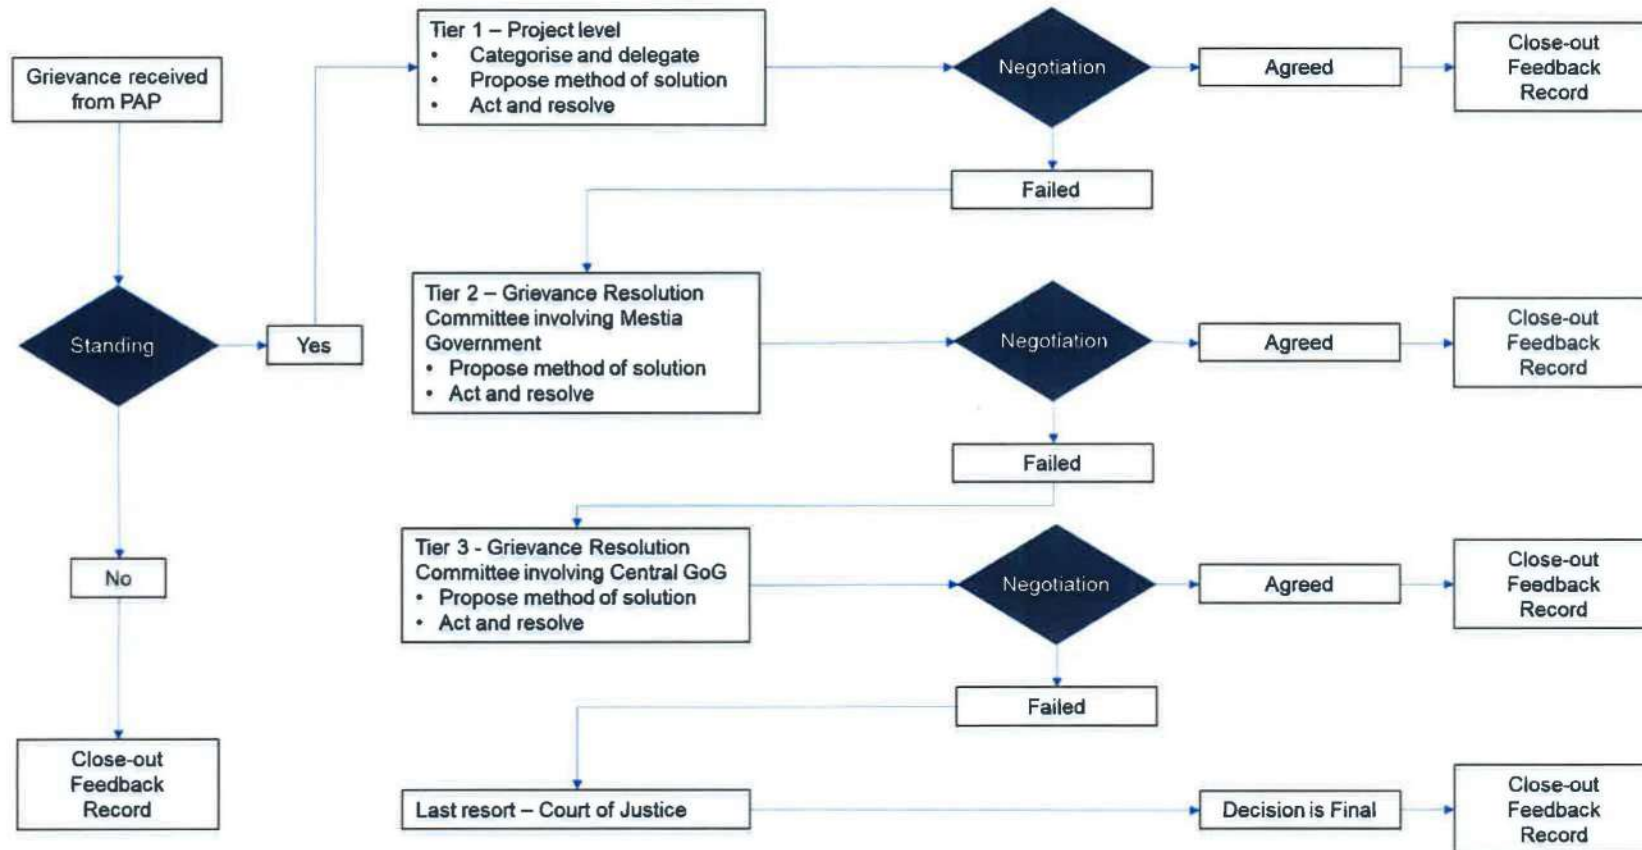 Grievance received
from PAP
Standing
Yes
No
Close-out
Feedback
Record
Tier 1 – Project level
• Categorise and delegate
• Propose method of solution
• Act and resolve
Negotiation
Agreed
Close-out
Feedback
Record
Failed
Tier 2 – Grievance Resolution
Committee involving Mestia
Government
• Propose method of solution
• Act and resolve
Negotiation
Agreed
Close-out
Feedback
Record
Failed
Tier 3 - Grievance Resolution
Committee involving Central GoG
• Propose method of solution
• Act and resolve
Negotiation
Agreed
Close-out
Feedback
Record
Failed
Last resort – Court of Justice
Decision is Final
Close-out
Feedback
Record